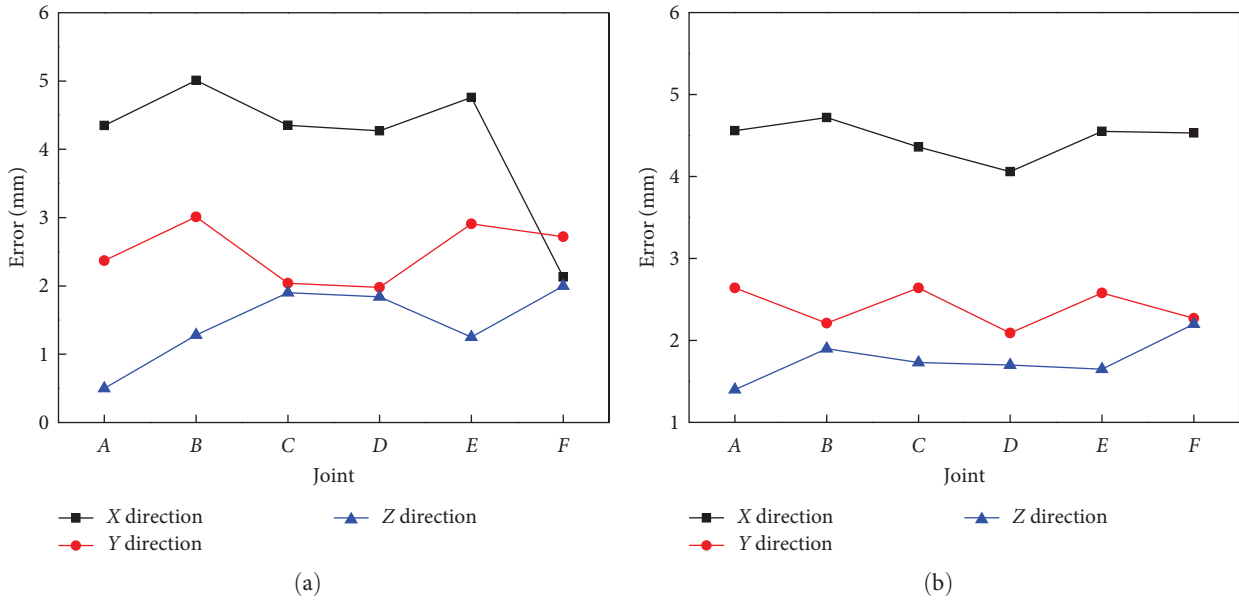 6
5
4
3
2
1
0
Error (mm)
A B C D E F
Joint
X direction
Y direction
Z direction
(a)
6
5
4
3
2
1
Error (mm)
A B C D E F
Joint
X direction
Y direction
Z direction
(b)